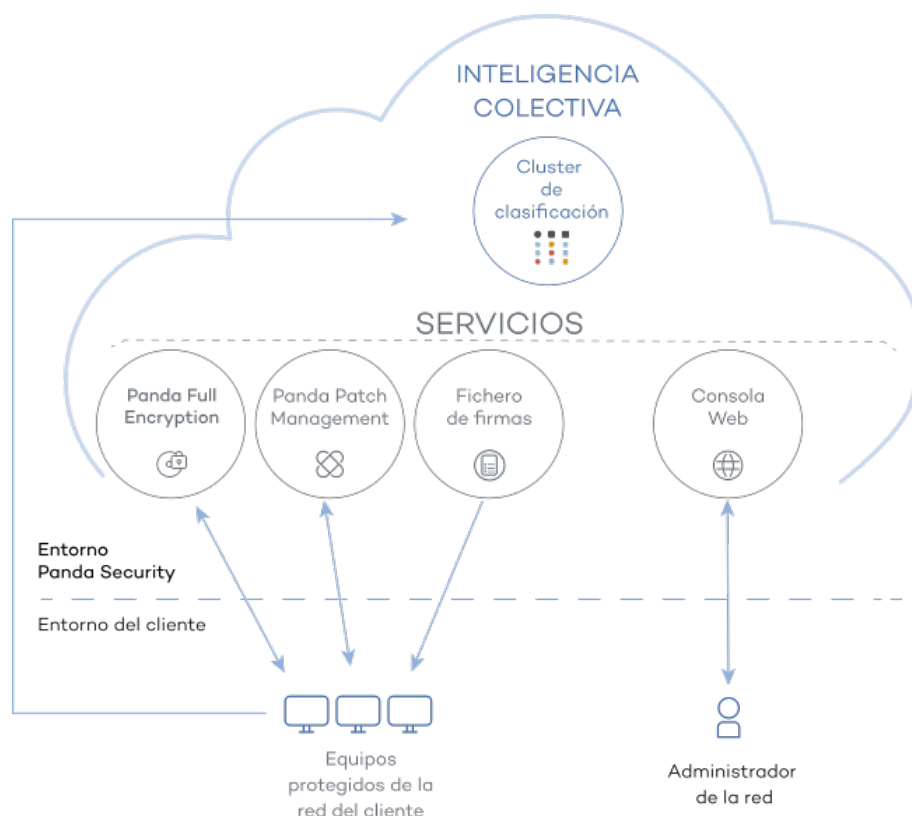 INTELIGENCIA
COLECTIVA
Cluster
de
clasificación
SERVICIOS
Panda Full
Encryption
Panda Patch
Management
Fichero
de firmas
Consola
Web
Entorno
Panda Security
Entorno del cliente
Equipos
protegidos de la
red del cliente
Administrador
de la red